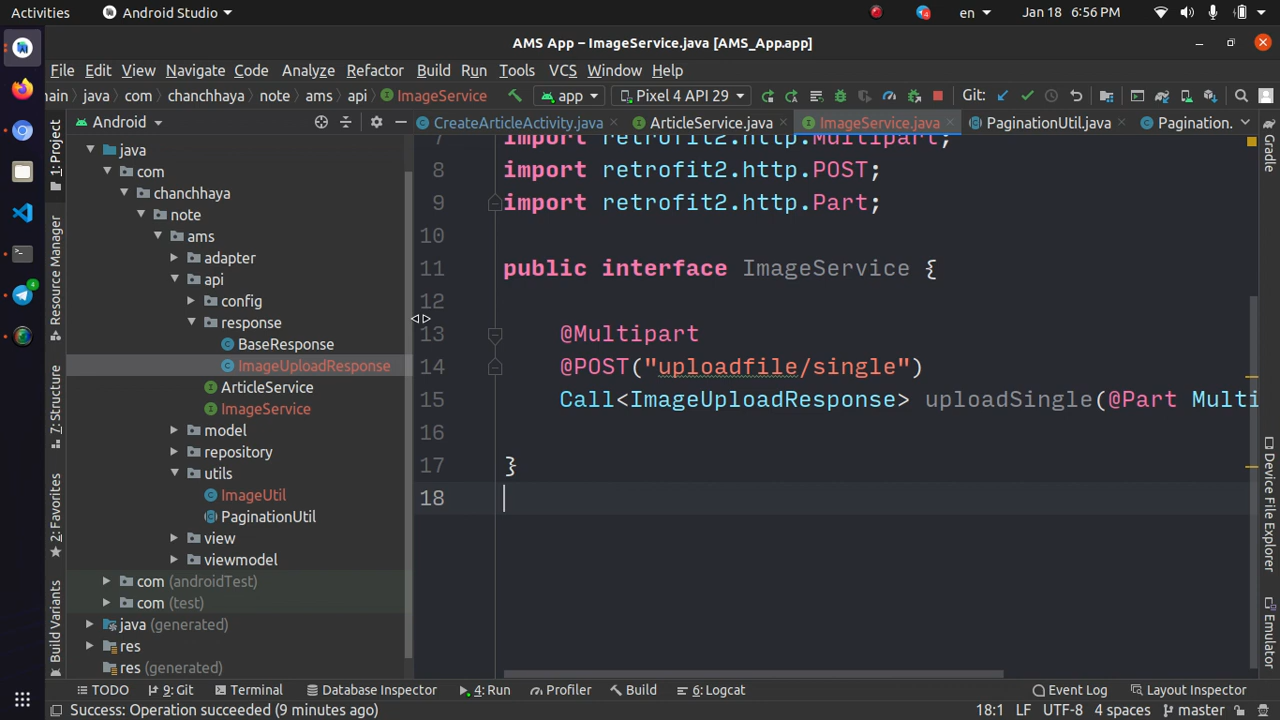 Activities Android Studio en Jan 18 6:56 PM
4
AMS App – ImageService.java [AMS_App.app]
File Edit View Navigate Code Analyze Refactor Build Run Tools VCS Window Help
java com chanchhaya note ams api ImageService app Pixel 4 API 29 Git:
Android
CreateArticleActivity.java ArticleService.java ImageService.java PaginationUtil.java Pagination.
1: Project
Resource Manager
7: Structure
2: Favorites
Build Variants
java
com
chanchhaya
note
ams
adapter
api
config
response
BaseResponse
ImageUploadResponse
ArticleService
ImageService
model
repository
utils
ImageUtil
PaginationUtil
view
viewmodel
com (androidTest)
com (test)
java (generated)
res
res (generated)
7 import retrofit2.http.Multipart;
8 import retrofit2.http.POST;
9 import retrofit2.http.Part;
10
11 public interface ImageService {
12
13 @Multipart
14 @POST("uploadfile/single")
15 Call<ImageUploadResponse> uploadSingle(@Part Multi
16
17 }
18
Gradle
Device File Explorer
Emulator
4
TODO 9: Git Terminal Database Inspector 4: Run Profiler Build 6: Logcat Event Log Layout Inspector
Success: Operation succeeded (9 minutes ago) 18:1 LF UTF-8 4 spaces master